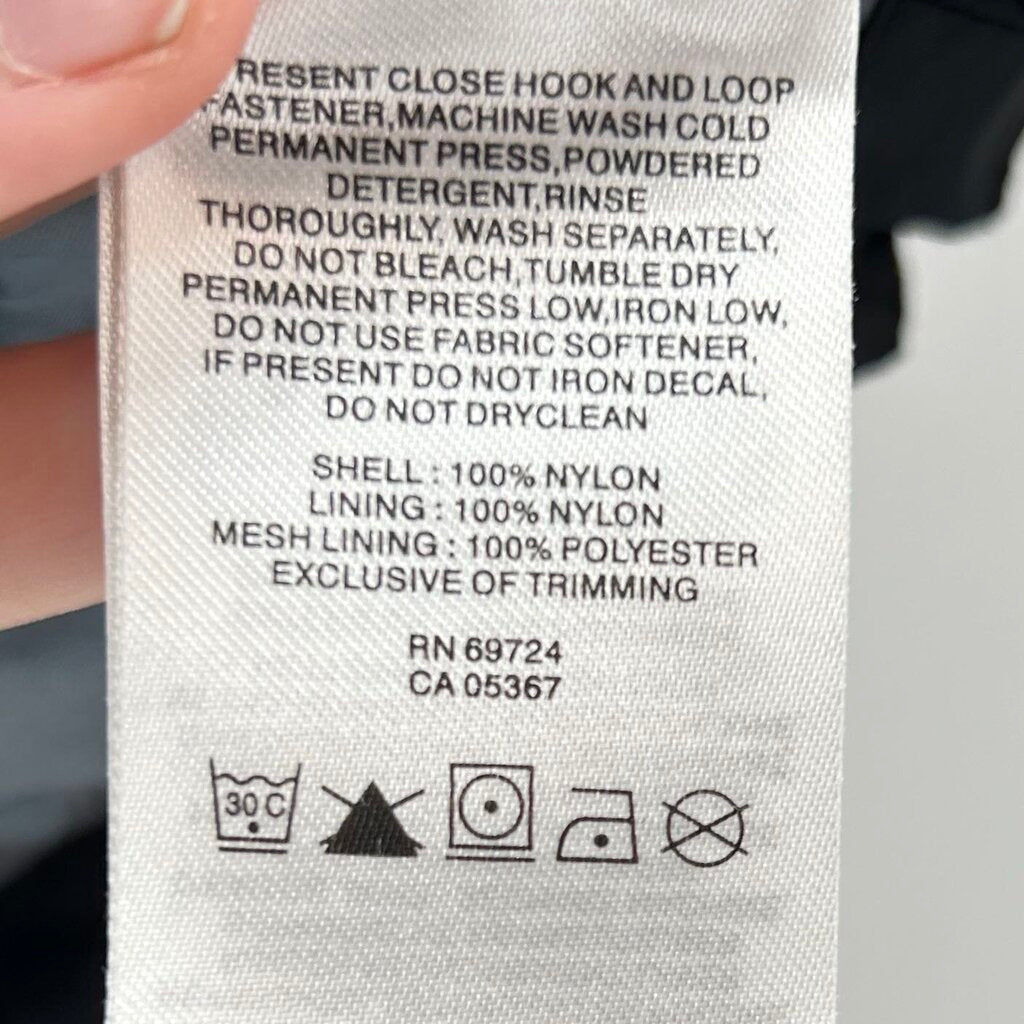 RESENT CLOSE HOOK AND LOOP
FASTENER,MACHINE WASH COLD
PERMANENT PRESS,POWDERED
DETERGENT,RINSE
THOROUGHLY, WASH SEPARATELY,
DO NOT BLEACH,TUMBLE DRY
PERMANENT PRESS LOW,IRON LOW,
DO NOT USE FABRIC SOFTENER,
IF PRESENT DO NOT IRON DECAL,
DO NOT DRYCLEAN
SHELL : 100% NYLON
LINING : 100% NYLON
MESH LINING : 100% POLYESTER
EXCLUSIVE OF TRIMMING
RN 69724
CA 05367
30 C